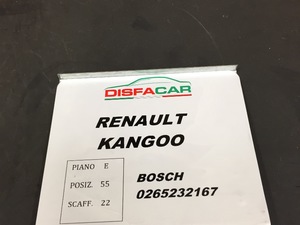 DISFACAR
RENAULT
KANGOO
PIANO E
POSIZ. 55
SCAFF. 22
BOSCH
0265232167